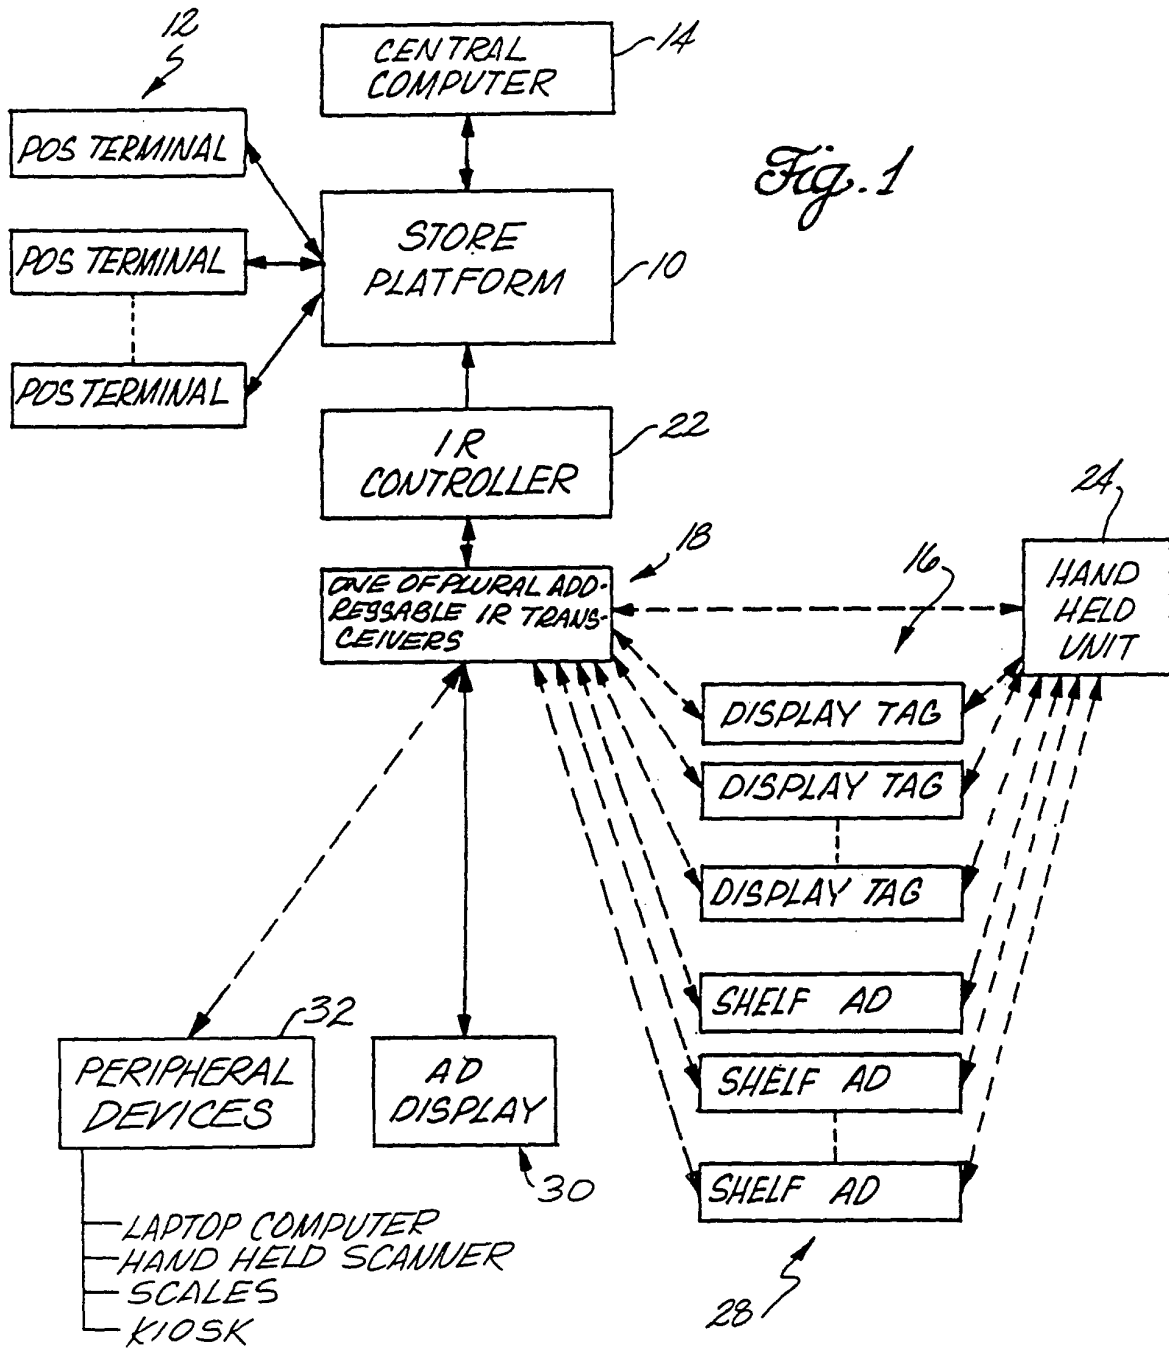 12
CENTRAL
COMPUTER
14
POS TERMINAL
Fig. 1
STORE
PLATFORM
10
POS TERMINAL
POS TERMINAL
IR
CONTROLLER
22
24
18
16
ONE OF PLURAL ADD-
RESSABLE IR TRANS-
CEIVERS
HAND
HELD
UNIT
DISPLAY TAG
DISPLAY TAG
DISPLAY TAG
SHELF AD
SHELF AD
SHELF AD
28
32
PERIPHERAL
DEVICES
AD
DISPLAY
30
LAPTOP COMPUTER
HAND HELD SCANNER
SCALES
KIOSK